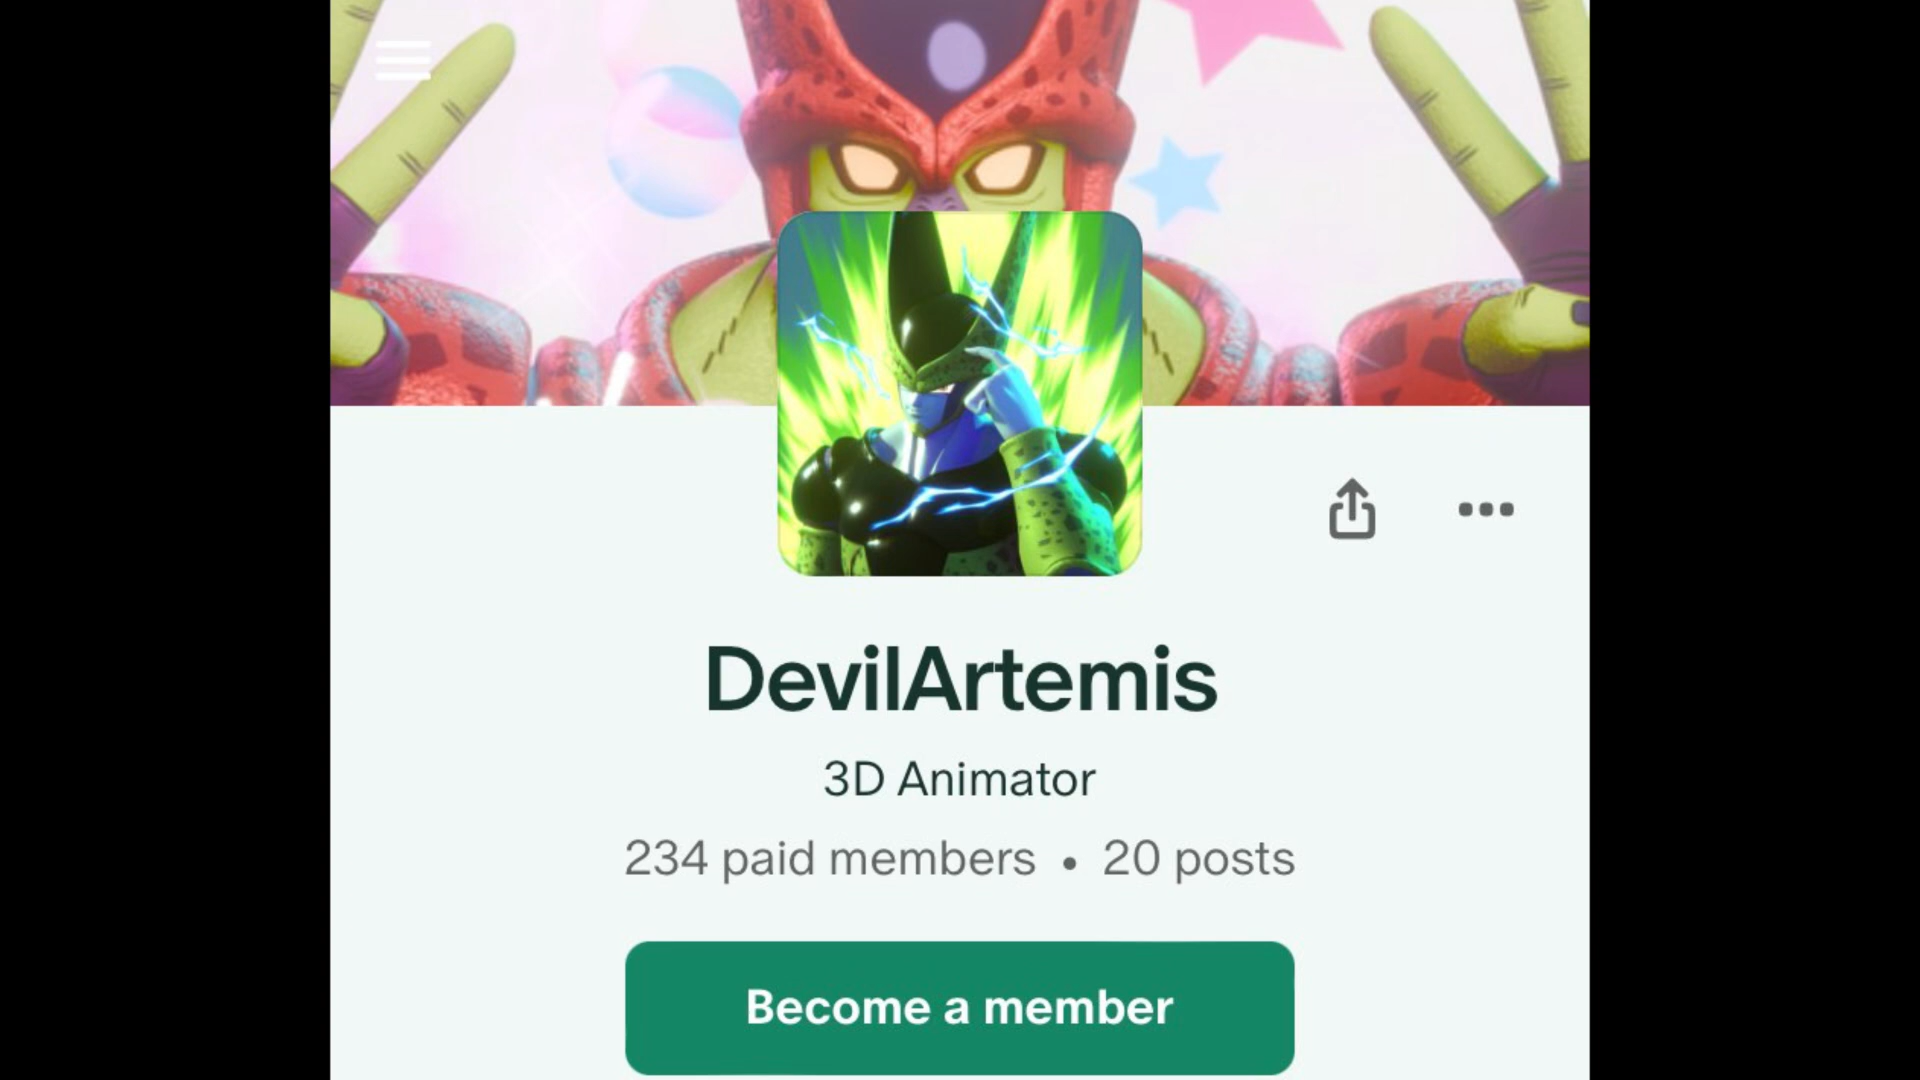 DevilArtemis
3D Animator
234 paid members • 20 posts
Become a member